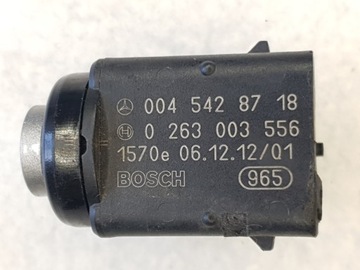 004 542 87 18
0 263 003 556
1570e 06.12.12/01
BOSCH 965